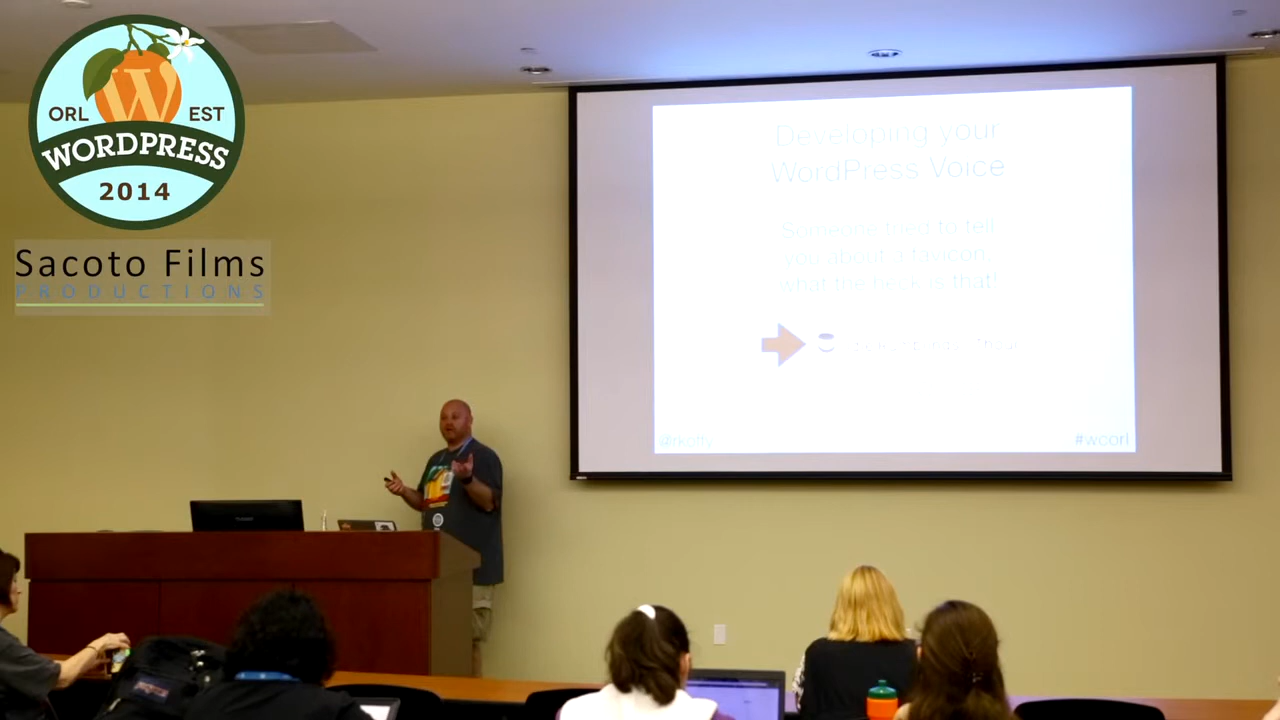 ORL EST
WORDPRESS
2014
Sacoto Films
PRODUCTIONS
Developing your
WordPress Voice
Someone tried to tell
you about a favicon,
what the heck is that!
@rkoffy
#wcorl